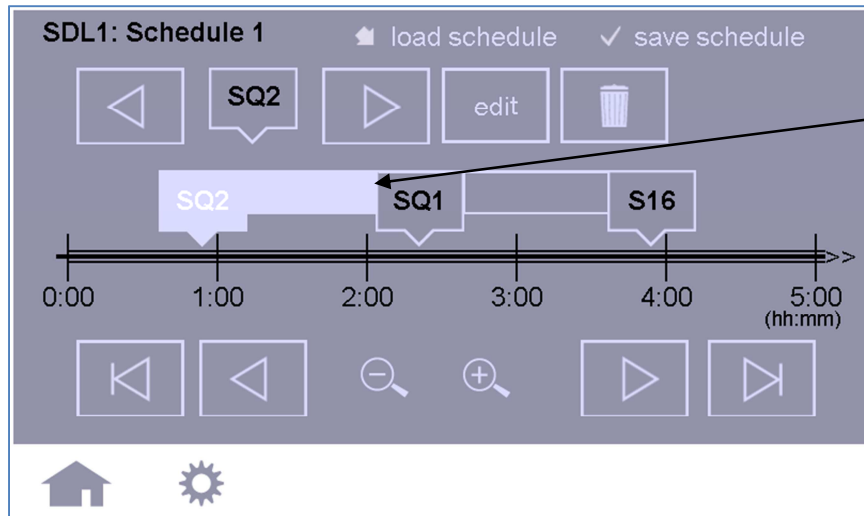 SDL1: Schedule 1 load schedule save schedule
SQ2 edit
SQ2 SQ1 S16
>>
0:00 1:00 2:00 3:00 4:00 5:00
(hh:mm)